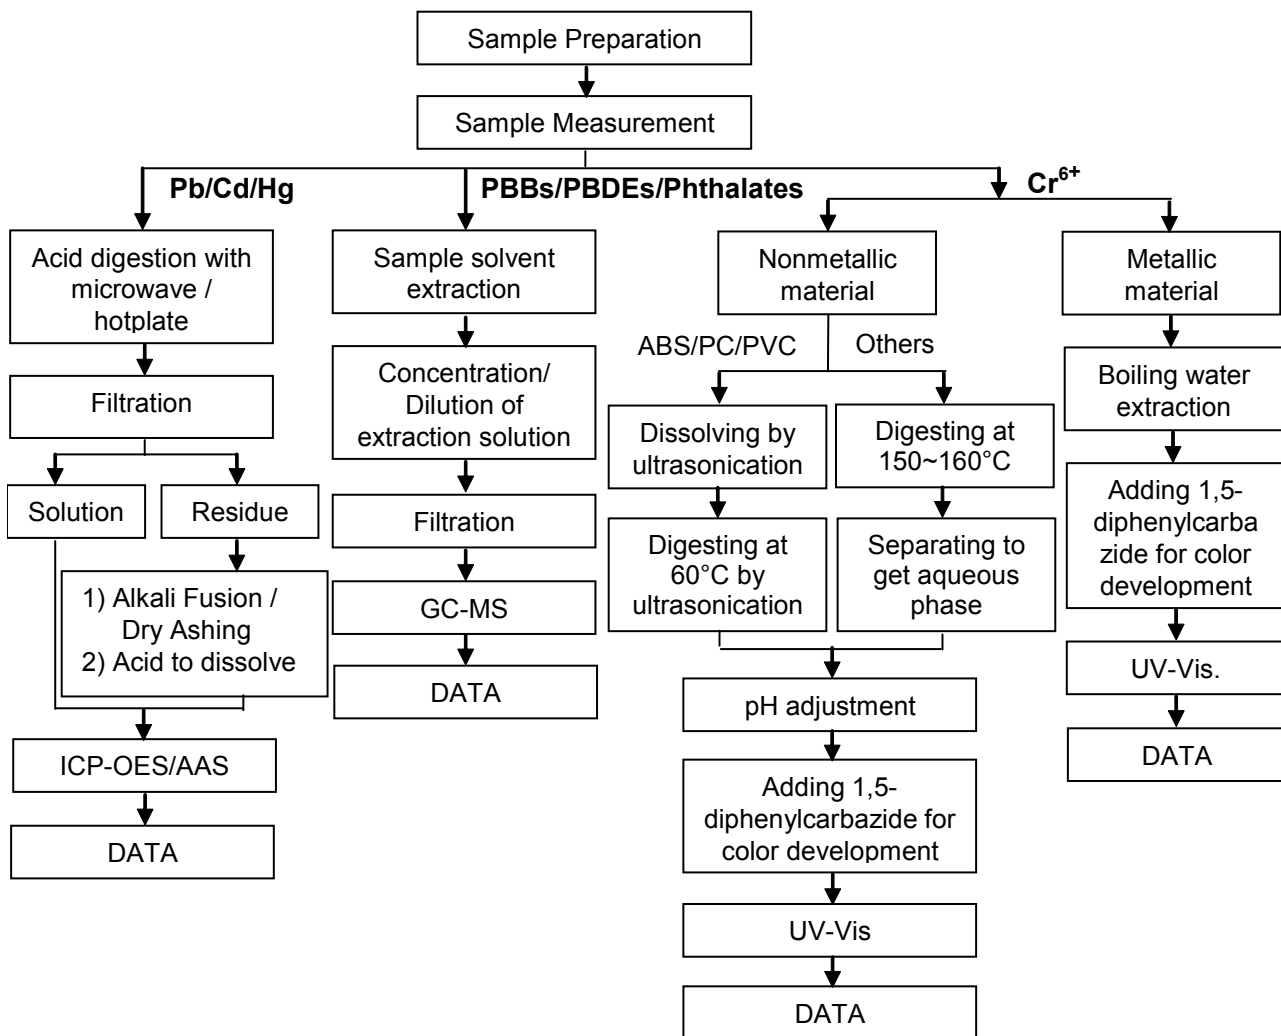 Sample Preparation
Sample Measurement
Pb/Cd/Hg
PBBs/PBDEs/Phthalates
Cr⁶⁺
Acid digestion with
microwave /
hotplate
Filtration
Solution
Residue
1) Alkali Fusion /
Dry Ashing
2) Acid to dissolve
ICP-OES/AAS
DATA
Sample solvent
extraction
Concentration/
Dilution of
extraction solution
Filtration
GC-MS
DATA
Nonmetallic
material
ABS/PC/PVC
Others
Dissolving by
ultrasonication
Digesting at
60°C by
ultrasonication
Digesting at
150~160°C
Separating to
get aqueous
phase
pH adjustment
Adding 1,5-
diphenylcarbazide for
color development
UV-Vis
DATA
Metallic
material
Boiling water
extraction
Adding 1,5-
diphenylcarba
zide for color
development
UV-Vis.
DATA